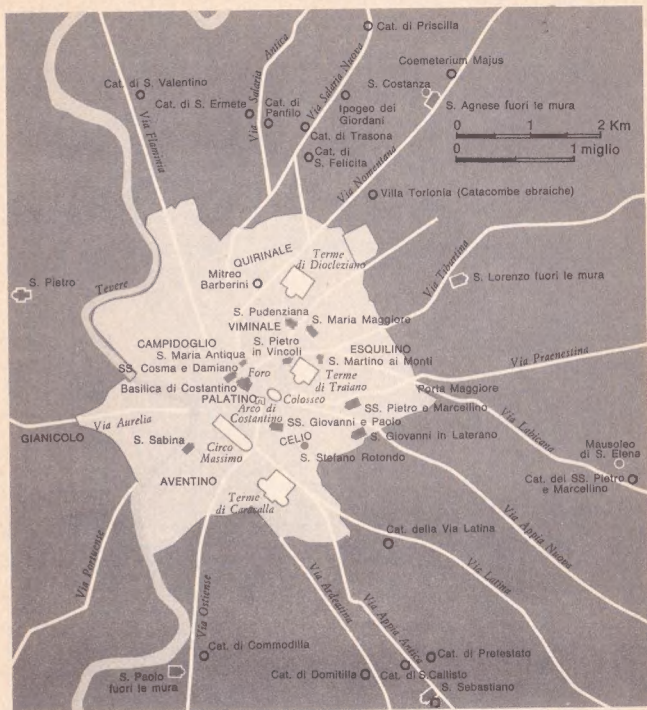 Cat. di Priscilla
Coemeterium Majus
Cat. di S. Valentino
Via Salaria Antica
Via Salaria Nuova
S. Costanza
Cat. di S. Ermete
Cat. di
Panfilo
Ipogeo dei
Giordani
S. Agnese fuori le mura
Via Flaminia
Cat. di Trasona
0 1 2 Km
Cat. di
S. Felicita
0 1 miglio
Via Nomentana
Villa Torlonia (Catacombe ebraiche)
QUIRINALE
Terme
di Diocleziano
Via Tiburtina
Mitreo
Barberini
S. Pietro
Tevere
S. Lorenzo fuori le mura
S. Pudenziana
VIMINALE
S. Maria Maggiore
CAMPIDOGLIO
S. Pietro
in Vincoli
ESQUILINO
S. Maria Antiqua
S. Martino ai Monti
Via Praenestina
SS. Cosma e Damiano
Foro
Terme
di Traiano
Basilica di Costantino
Colosseo
Porta Maggiore
PALATINO
Arco di
Costantino
SS. Pietro e Marcellino
Via Labicana
Via Aurelia
SS. Giovanni e Paolo
GIANICOLO
S. Sabina
CELIO
S. Giovanni in Laterano
Circo
Massimo
S. Stefano Rotondo
Mausoleo
di S. Elena
AVENTINO
Cat. dei SS. Pietro
e Marcellino
Terme
di Caracalla
Via Appia Nuova
Cat. della Via Latina
Via Portuense
Via Latina
Via Ostiense
Via Ardeatina
Via Appia Antica
Cat. di Commodilla
Cat. di Pretestato
S. Paolo
fuori le mura
Cat. di Domitilla
Cat. di S. Callisto
S. Sebastiano